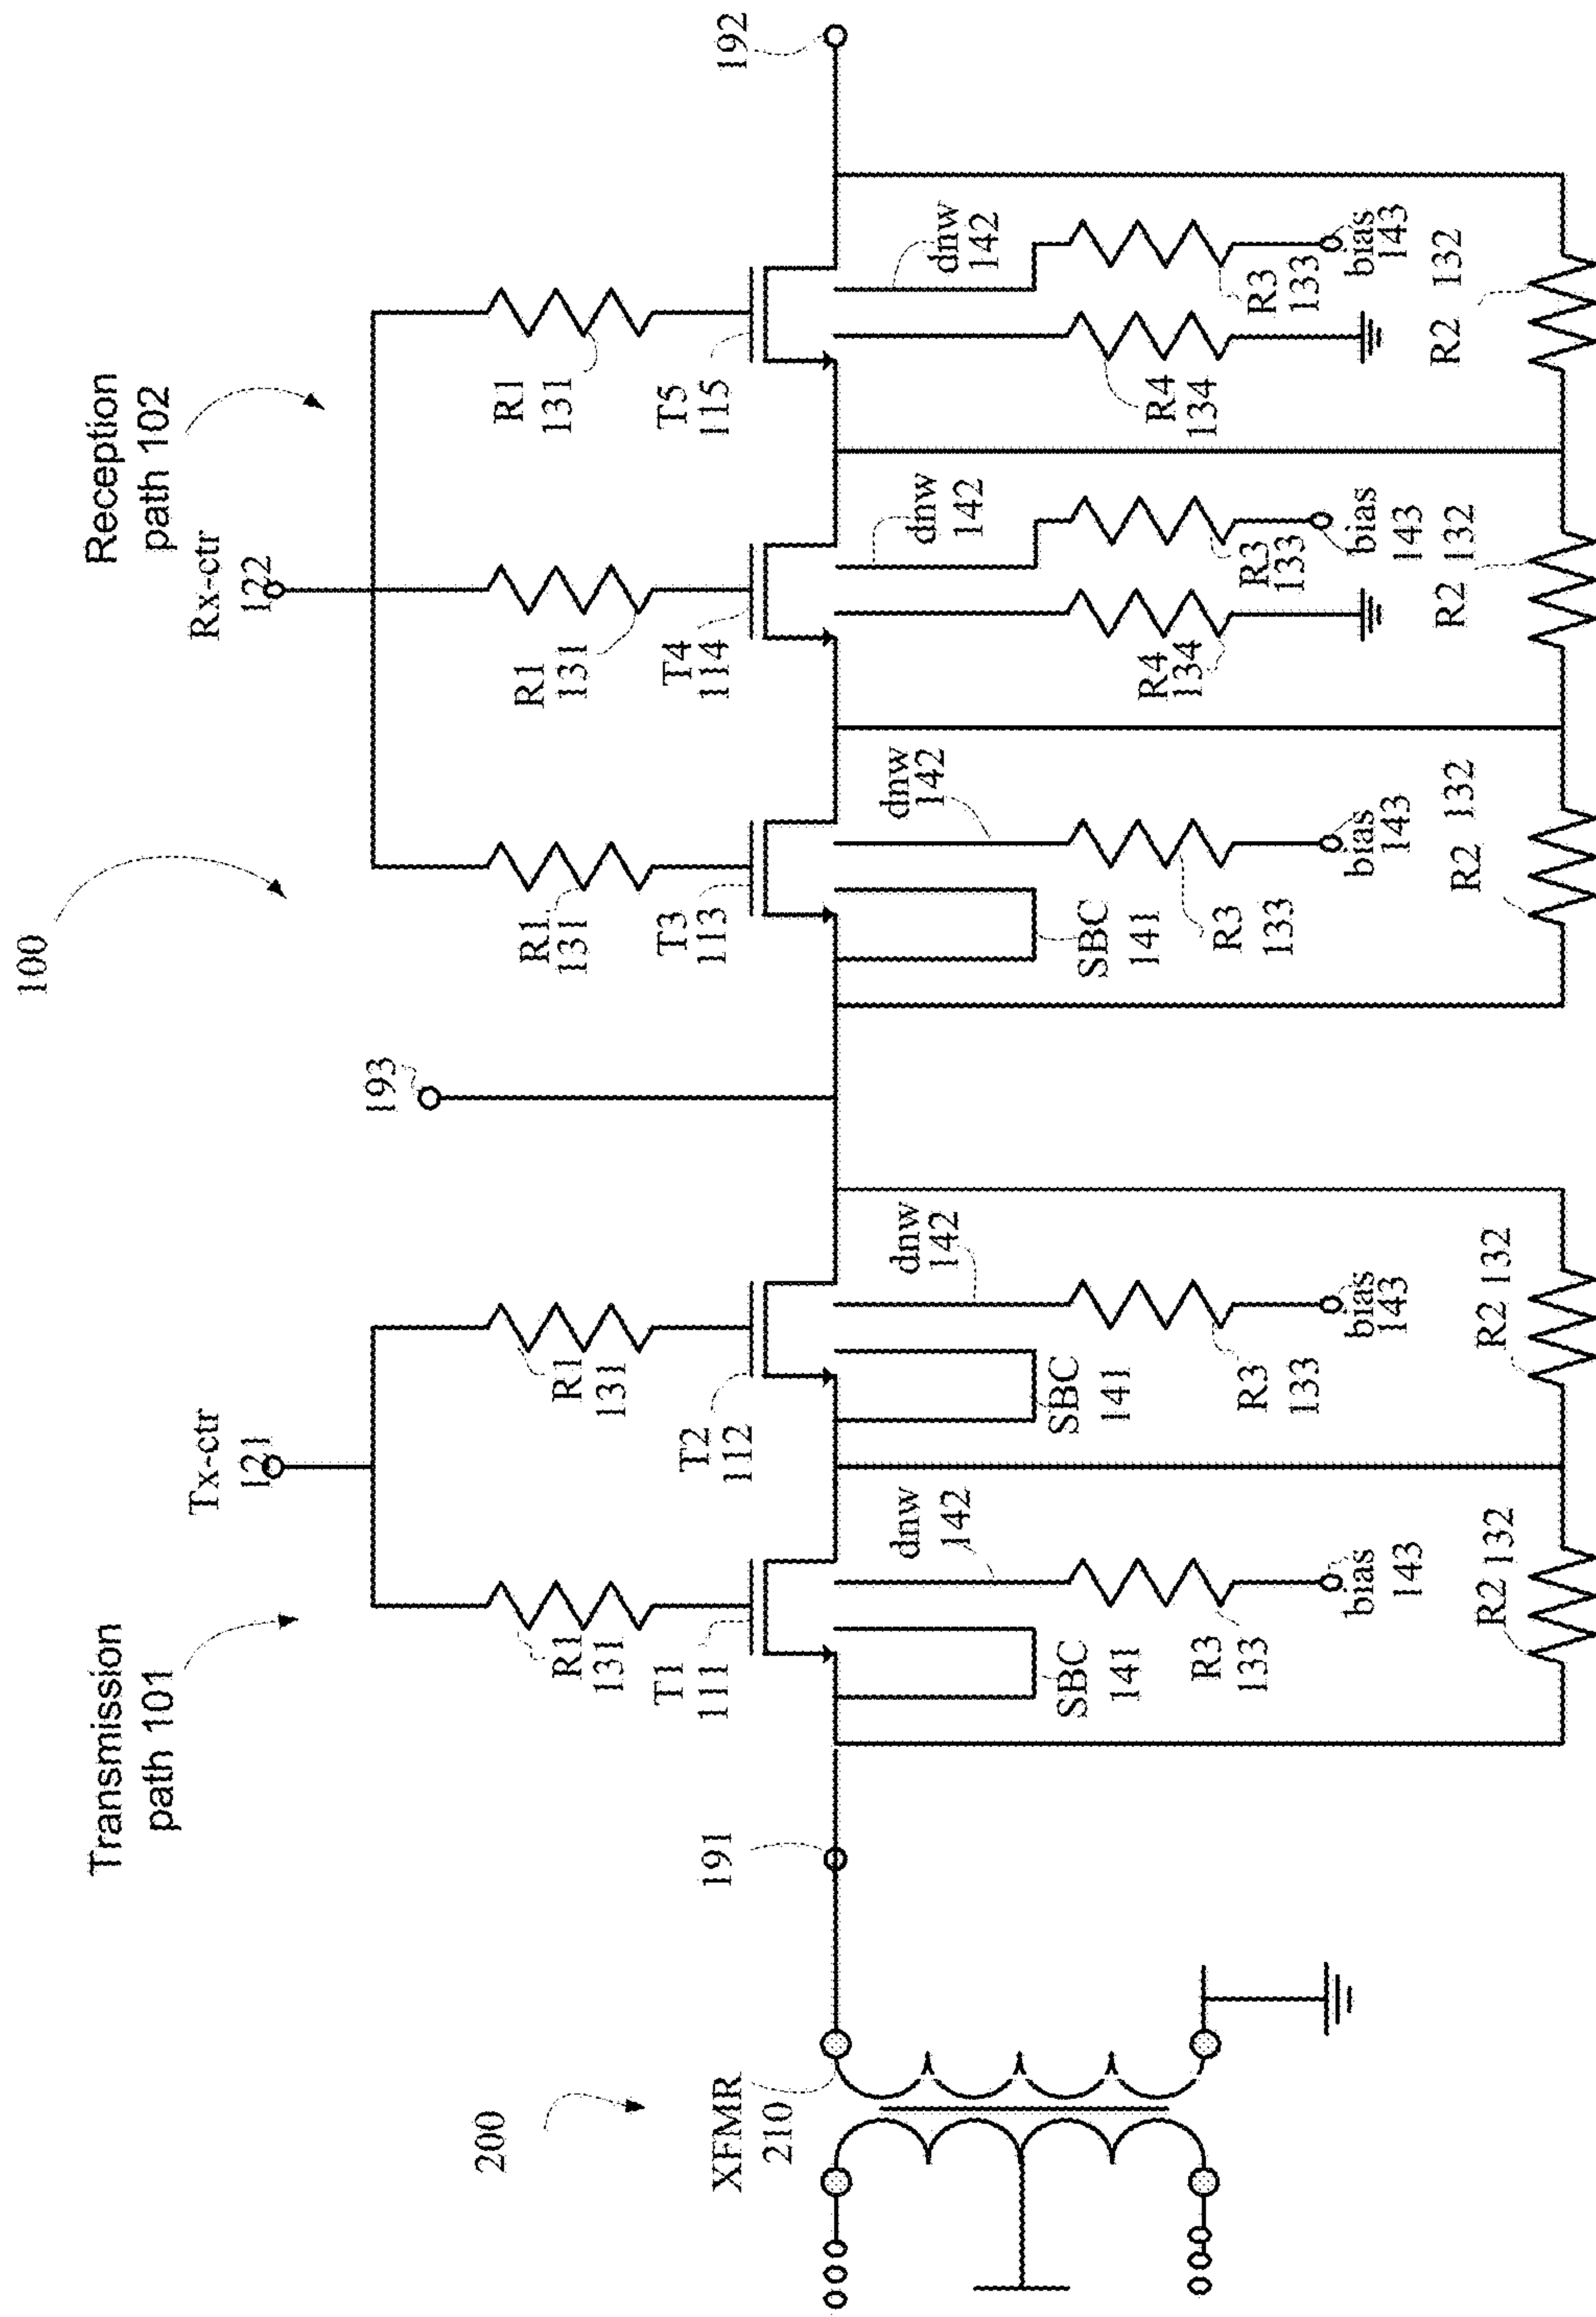 100
Transmission
path 101
Reception
path 102
Tx-ctr
121
Rx-ctr
122
193
200
R1
131
R1
131
R1
131
R1
131
R1
131
T1
111
T2
112
T3
113
T4
114
T5
115
XFMR
210
191
192
dnw
142
dnw
142
dnw
142
dnw
142
dnw
142
SBC
141
SBC
141
SBC
141
R3
133
R3
133
R3
133
R4
134
R3
133
R4
134
R3
133
bias
143
bias
143
bias
143
bias
143
bias
143
R2 132
R2 132
R2 132
R2 132
R2 132